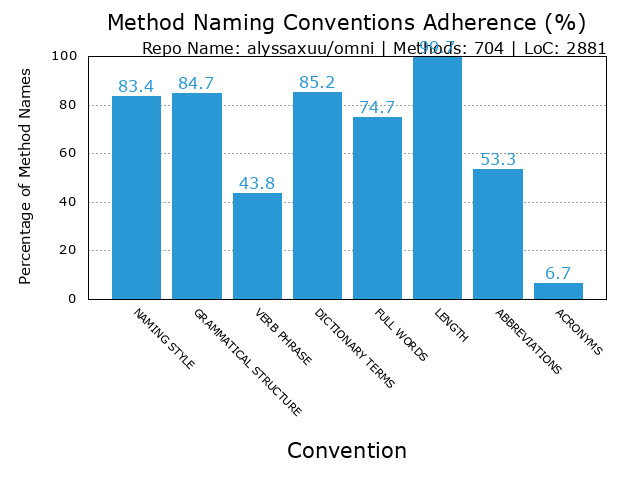 Method Naming Conventions Adherence (%)
Repo Name: alyssaxuu/omni | Methods: 704 | LoC: 2881
Percentage of Method Names
100
80
60
40
20
0
83.4
84.7
43.8
85.2
74.7
99.7
53.3
6.7
NAMING STYLE
GRAMMATICAL STRUCTURE
VERB PHRASE
DICTIONARY TERMS
FULL WORDS
LENGTH
ABBREVIATIONS
ACRONYMS
Convention